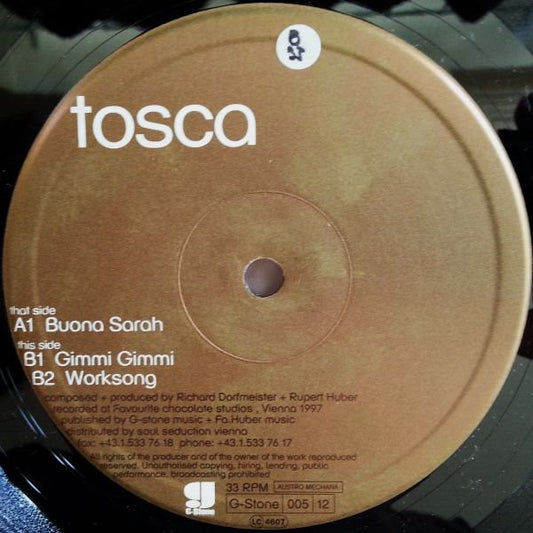 tosca
that side
A1 Buona Sarah
this side
B1 Gimmi Gimmi
B2 Worksong
composed + produced by Richard Dorfmeister + Rupert Huber
recorded at Favourite chocolate studios , Vienna 1997
published by G-stone music + Fa.Huber music
distributed by soul seduction vienna
fax: +43.1.533 76 18 phone: +43.1.533 76 17
All rights of the producer and of the owner of the work reproduced
reserved. Unauthorised copying, hiring, lending, public
performance, broadcasting prohibited
G-Stone
33 RPM AUSTRO MECHANA
G-Stone 005 12
LC 4607